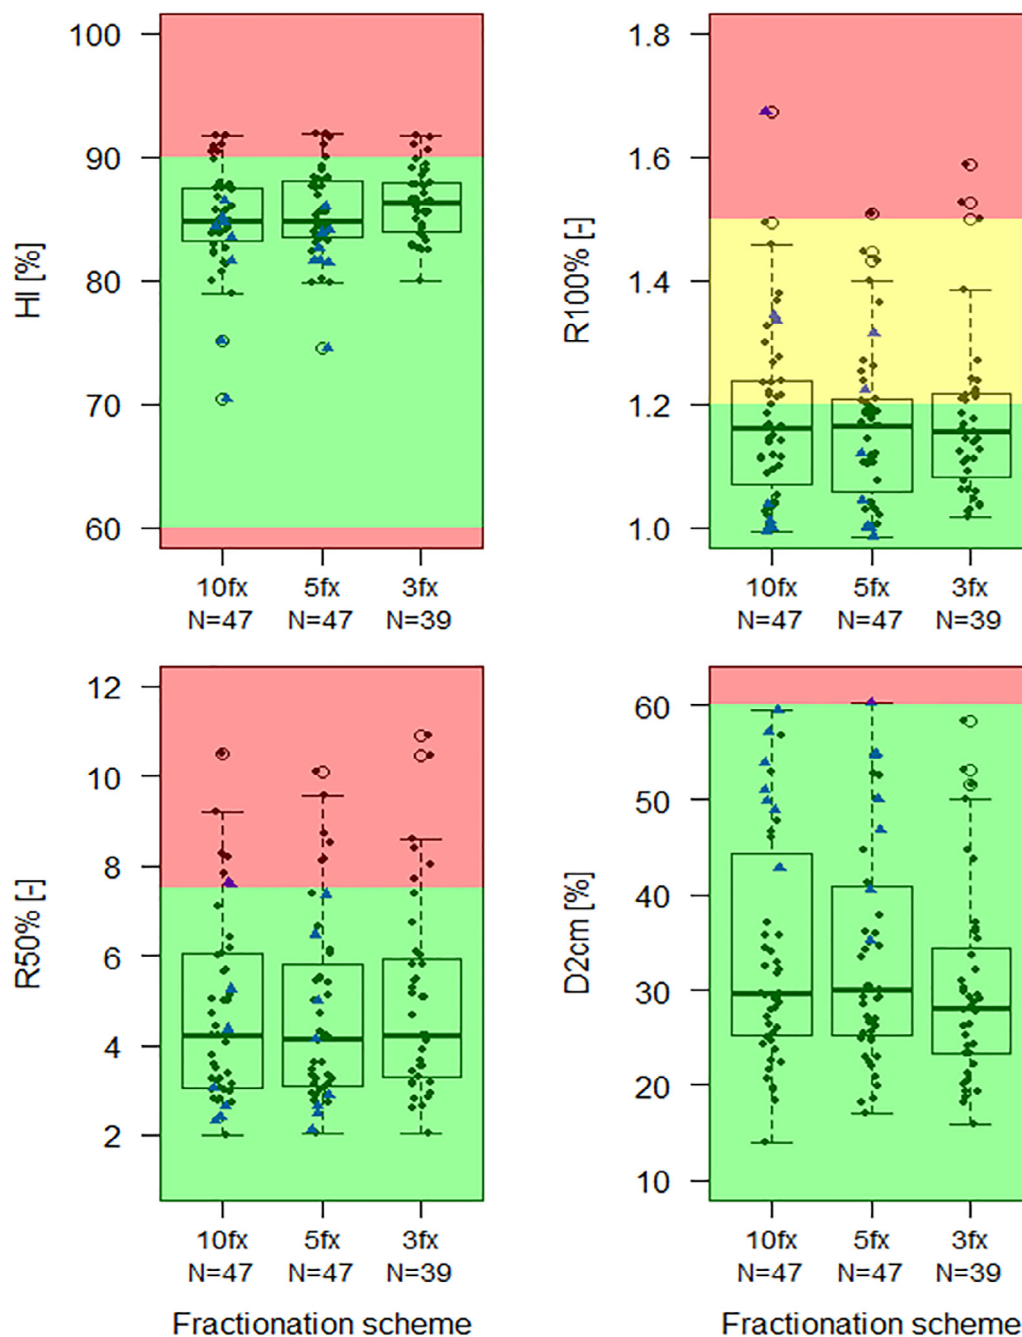 HI [%]
100
90
80
70
60
10fx 5fx 3fx
N=47 N=47 N=39
R100% [-]
1.8
1.6
1.4
1.2
1.0
10fx 5fx 3fx
N=47 N=47 N=39
R50% [-]
12
10
8
6
4
2
10fx 5fx 3fx
N=47 N=47 N=39
Fractionation scheme
D2cm [%]
60
50
40
30
20
10
10fx 5fx 3fx
N=47 N=47 N=39
Fractionation scheme